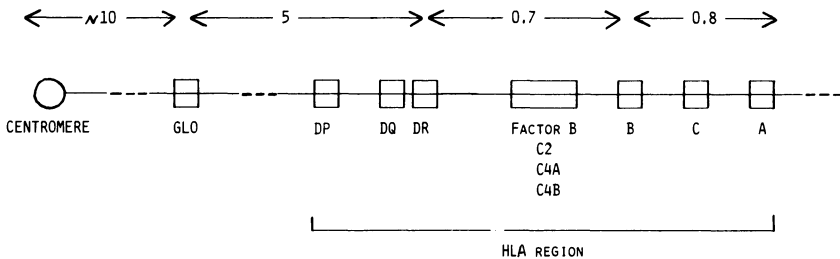 ~10 5 0.7 0.8
CENTROMERE GLO DP DQ DR FACTOR B B C A
C2
C4A
C4B
HLA REGION